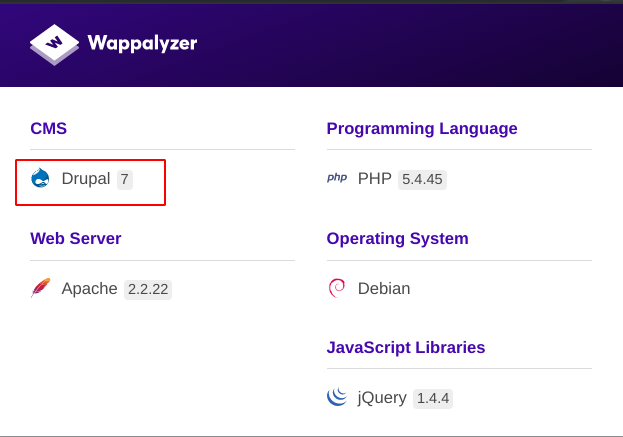 Wappalyzer
CMS
Drupal 7
Web Server
Apache 2.2.22
Programming Language
php PHP 5.4.45
Operating System
Debian
JavaScript Libraries
jQuery 1.4.4